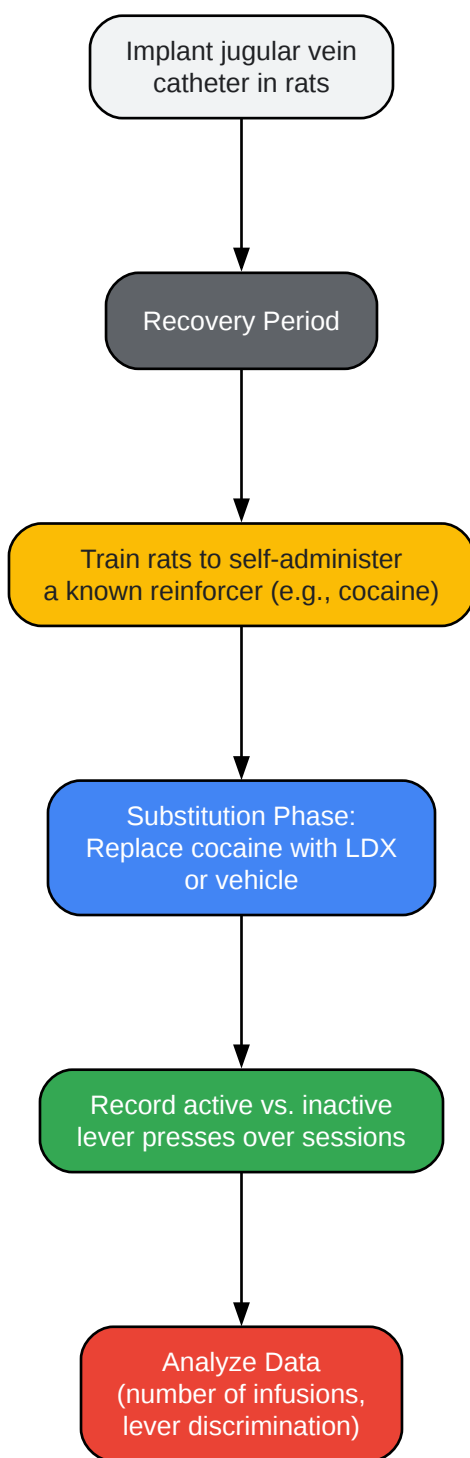 Implant jugular vein
catheter in rats
Recovery Period
Train rats to self-administer
a known reinforcer (e.g., cocaine)
Substitution Phase:
Replace cocaine with LDX
or vehicle
Record active vs. inactive
lever presses over sessions
Analyze Data
(number of infusions,
lever discrimination)